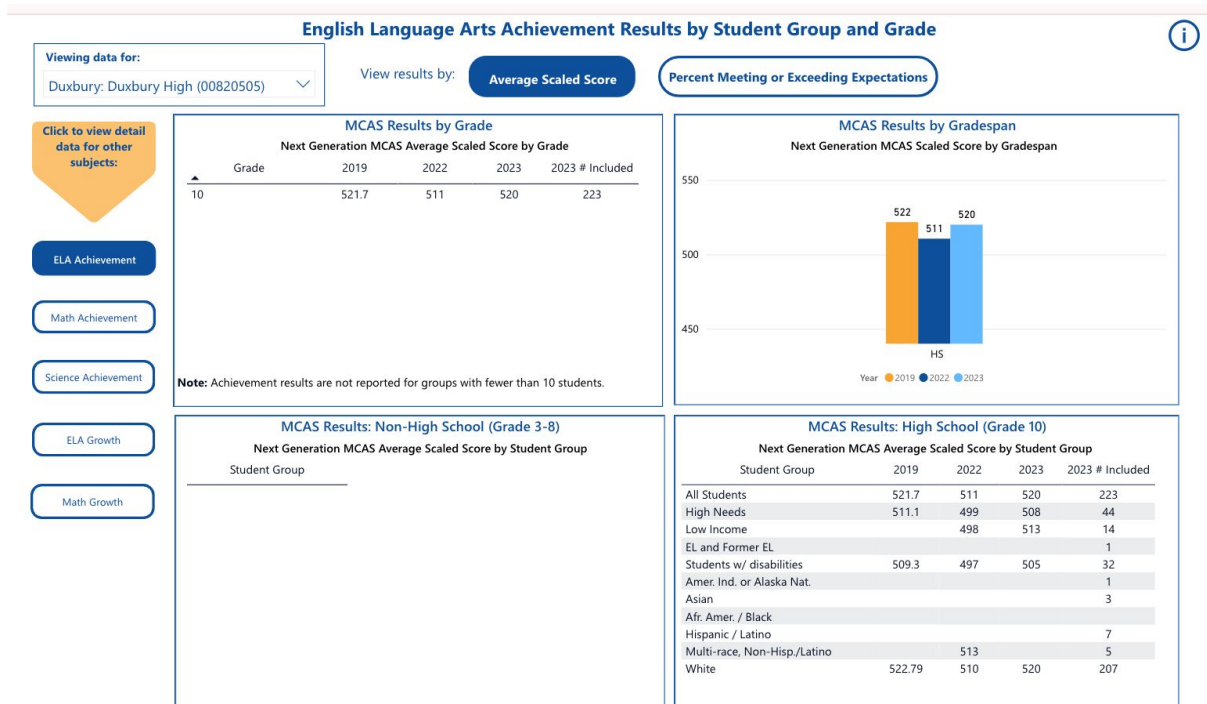 English Language Arts Achievement Results by Student Group and Grade
i
Viewing data for:
Duxbury: Duxbury High (00820505)
View results by:
Average Scaled Score
Percent Meeting or Exceeding Expectations
Click to view detail
data for other
subjects:
ELA Achievement
Math Achievement
Science Achievement
ELA Growth
Math Growth
MCAS Results by Grade
Next Generation MCAS Average Scaled Score by Grade
Grade 2019 2022 2023 2023 # Included
10 521.7 511 520 223
Note: Achievement results are not reported for groups with fewer than 10 students.
MCAS Results by Gradespan
Next Generation MCAS Scaled Score by Gradespan
550
522
511
520
500
450
HS
Year 2019 2022 2023
MCAS Results: Non-High School (Grade 3-8)
Next Generation MCAS Average Scaled Score by Student Group
Student Group
MCAS Results: High School (Grade 10)
Next Generation MCAS Average Scaled Score by Student Group
Student Group 2019 2022 2023 2023 # Included
All Students 521.7 511 520 223
High Needs 511.1 499 508 44
Low Income 498 513 14
EL and Former EL 1
Students w/ disabilities 509.3 497 505 32
Amer. Ind. or Alaska Nat. 1
Asian 3
Afr. Amer. / Black
Hispanic / Latino 7
Multi-race, Non-Hisp./Latino 513 5
White 522.79 510 520 207